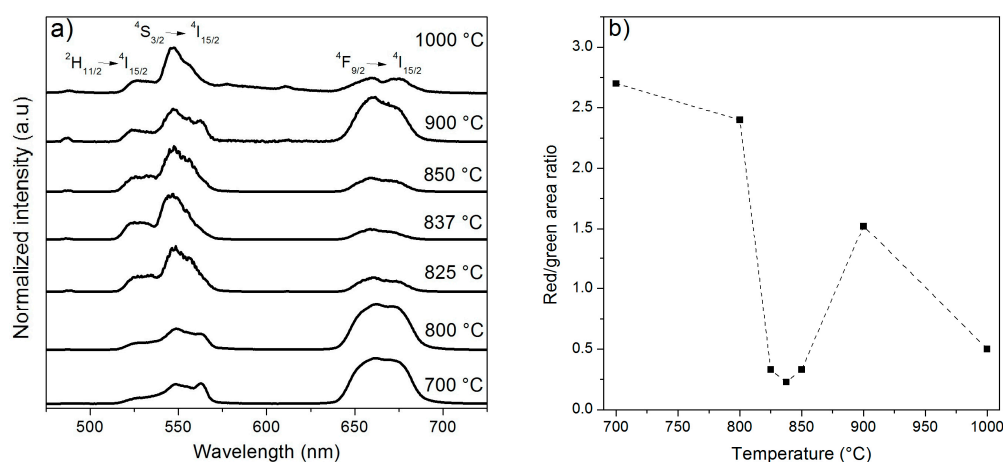 a)
⁴S₃/₂ → ⁴I₁₅/₂
²H₁₁/₂ → ⁴I₁₅/₂
⁴F₉/₂ → ⁴I₁₅/₂
1000 °C
900 °C
850 °C
837 °C
825 °C
800 °C
700 °C
Normalized intensity (a.u)
500 550 600 650 700
Wavelength (nm)
b)
3.0
2.5
2.0
1.5
1.0
0.5
0.0
Red/green area ratio
700 750 800 850 900 950 1000
Temperature (°C)